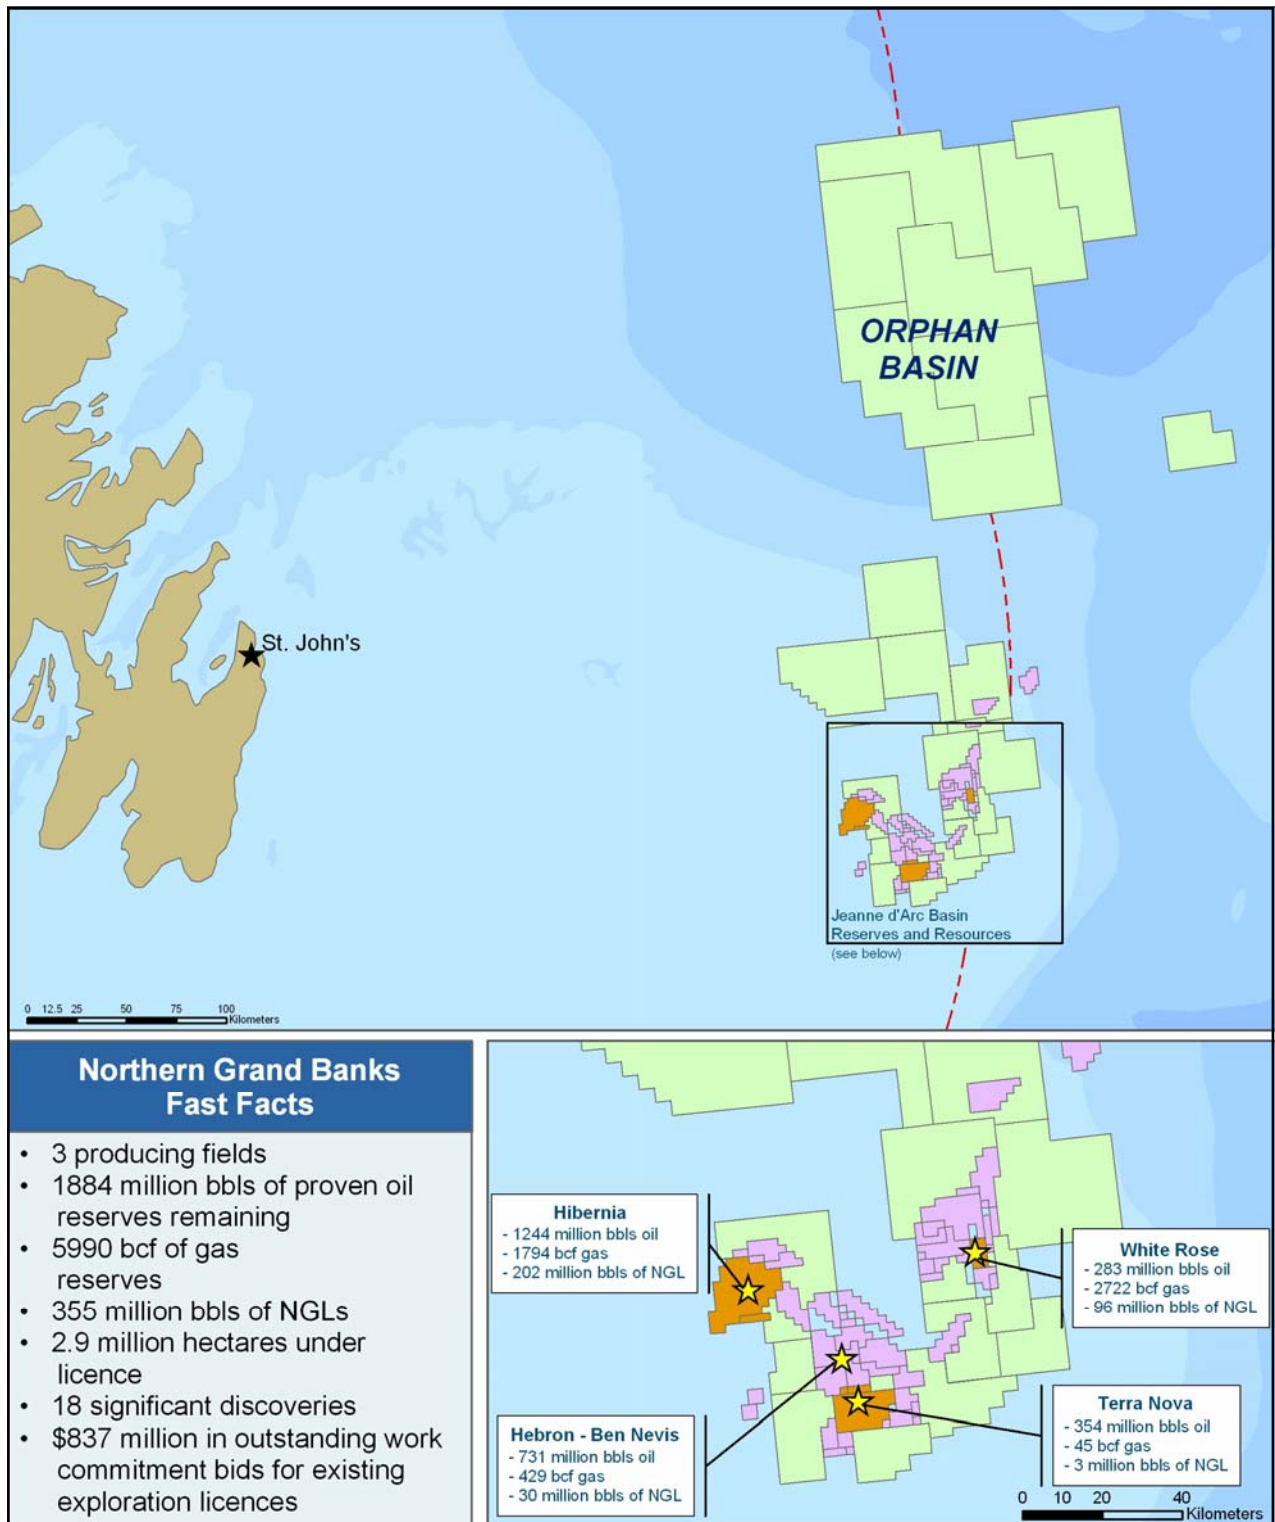 ORPHAN
BASIN
St. John's
Jeanne d'Arc Basin
Reserves and Resources
(see below)
0 12.5 25 50 75 100
Kilometers
Northern Grand Banks
Fast Facts
• 3 producing fields
• 1884 million bbls of proven oil
reserves remaining
• 5990 bcf of gas
reserves
• 355 million bbls of NGLs
• 2.9 million hectares under
licence
• 18 significant discoveries
• $837 million in outstanding work
commitment bids for existing
exploration licences
Hibernia
- 1244 million bbls oil
- 1794 bcf gas
- 202 million bbls of NGL
White Rose
- 283 million bbls oil
- 2722 bcf gas
- 96 million bbls of NGL
Hebron - Ben Nevis
- 731 million bbls oil
- 429 bcf gas
- 30 million bbls of NGL
Terra Nova
- 354 million bbls oil
- 45 bcf gas
- 3 million bbls of NGL
0 10 20 40
Kilometers